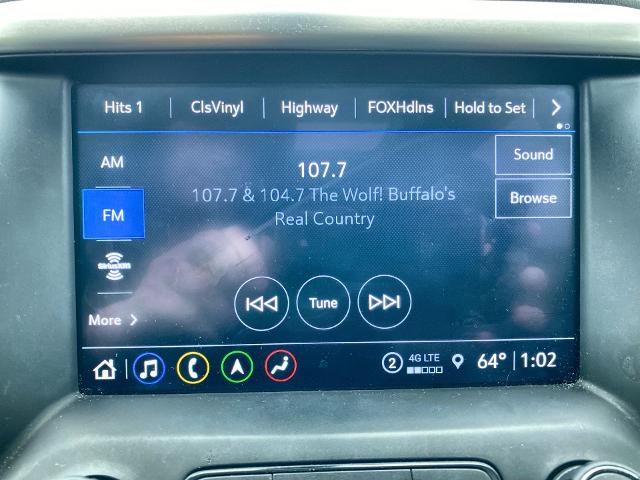 Hits 1 ClsVinyl Highway FOXHdlns Hold to Set
AM
107.7
Sound
107.7 & 104.7 The Wolf! Buffalo's
Real Country
Browse
FM
SiriusXM
Tune
More
2 4G LTE 64° 1:02